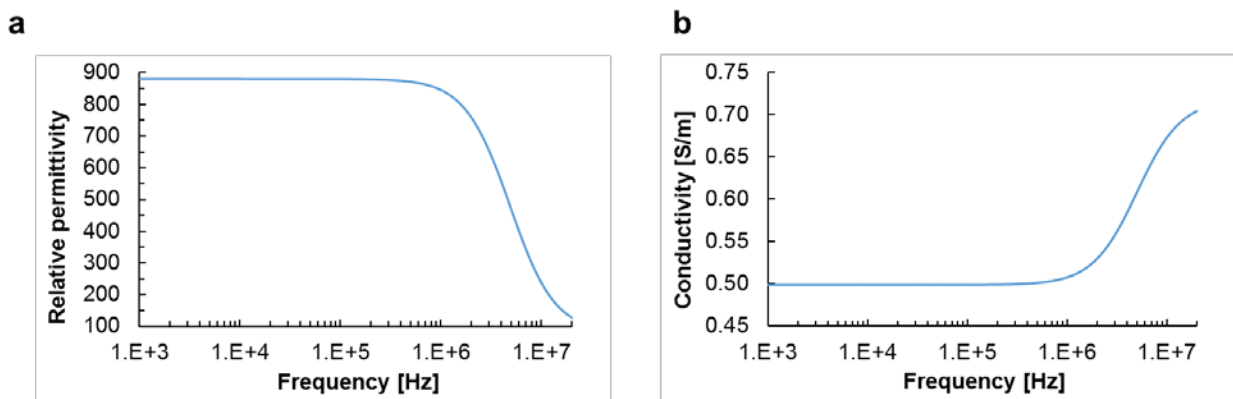 a
900
800
700
600
500
400
300
200
100
Relative permittivity
1.E+3 1.E+4 1.E+5 1.E+6 1.E+7
Frequency [Hz]
b
0.75
0.70
0.65
0.60
0.55
0.50
0.45
Conductivity [S/m]
1.E+3 1.E+4 1.E+5 1.E+6 1.E+7
Frequency [Hz]